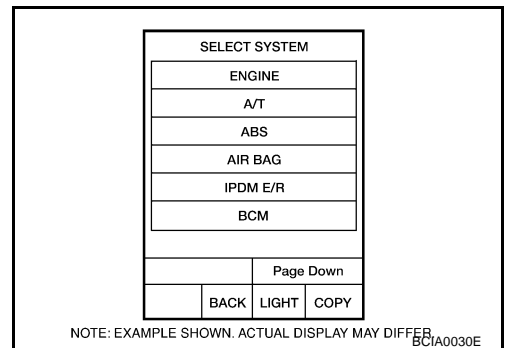 SELECT SYSTEM
ENGINE
A/T
ABS
AIR BAG
IPDM E/R
BCM
Page Down
BACK LIGHT COPY
NOTE: EXAMPLE SHOWN. ACTUAL DISPLAY MAY DIFFER.
BCIA0030E